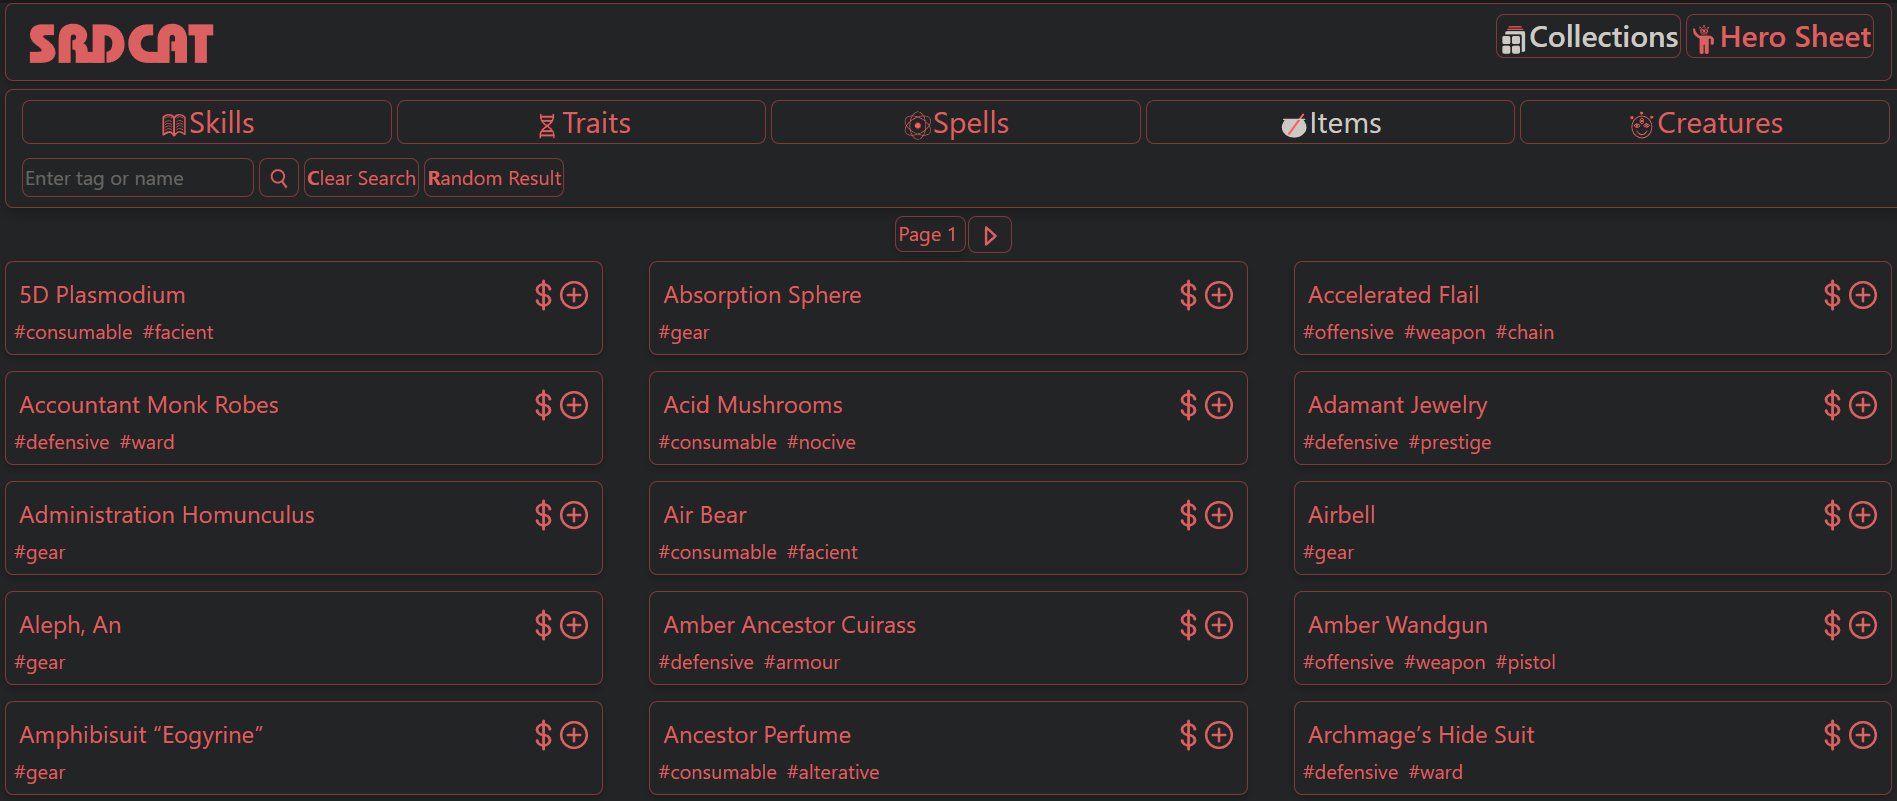 SRDCAT
Collections Hero Sheet
Skills Traits Spells Items Creatures
Enter tag or name Clear Search Random Result
Page 1
5D Plasmodium $ Absorption Sphere $ Accelerated Flail $
#consumable #facient #gear #offensive #weapon #chain
Accountant Monk Robes $ Acid Mushrooms $ Adamant Jewelry $
#defensive #ward #consumable #nocive #defensive #prestige
Administration Homunculus $ Air Bear $ Airbell $
#gear #consumable #facient #gear
Aleph, An $ Amber Ancestor Cuirass $ Amber Wandgun $
#gear #defensive #armour #offensive #weapon #pistol
Amphibisuit “Eogyrine” $ Ancestor Perfume $ Archmage’s Hide Suit $
#gear #consumable #alterative #defensive #ward